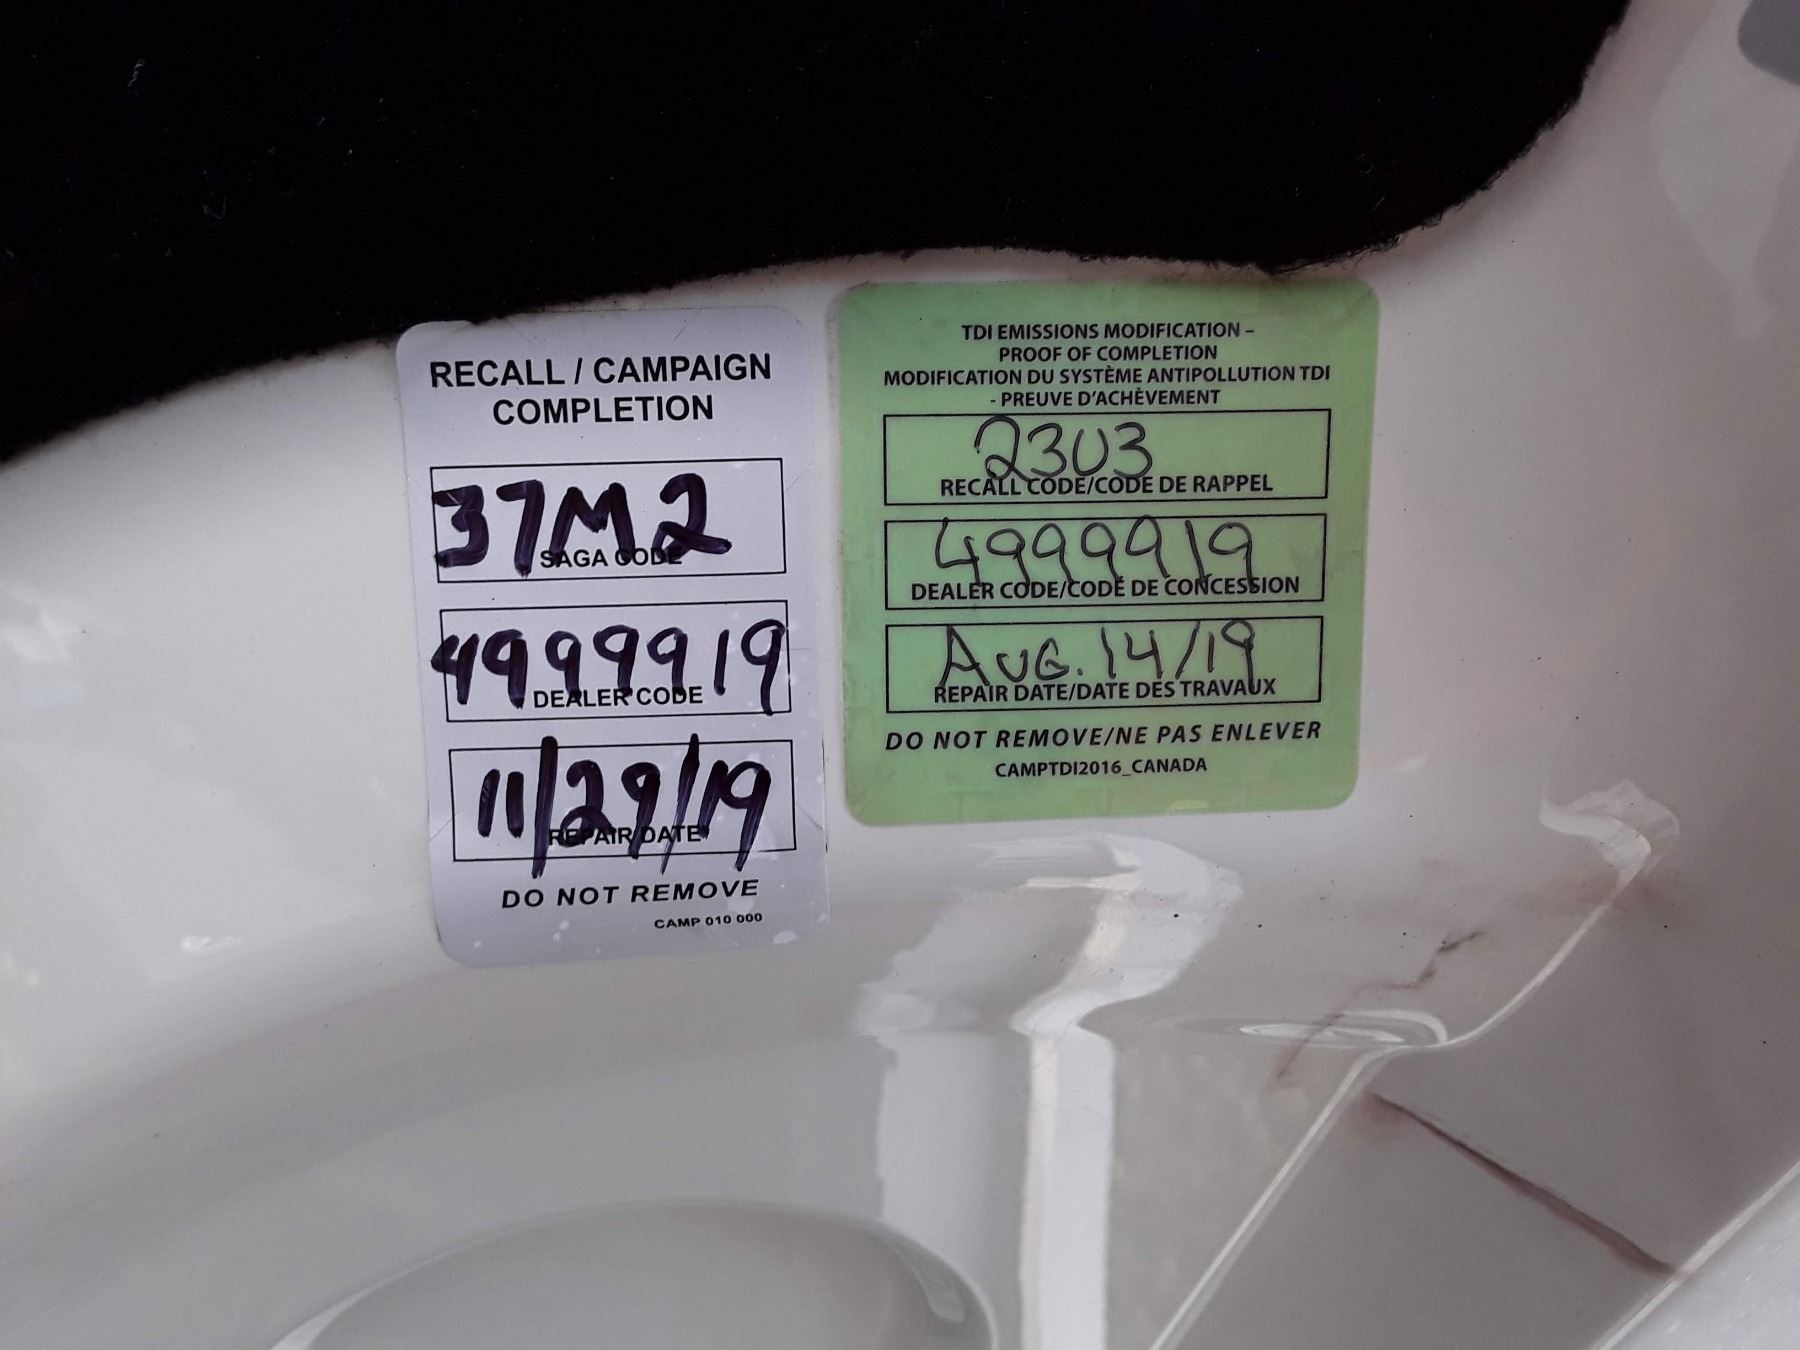 RECALL / CAMPAIGN
COMPLETION
37M2
SAGA CODE
4999919
DEALER CODE
11/29/19
REPAIR DATE
DO NOT REMOVE
CAMP 010 000
TDI EMISSIONS MODIFICATION –
PROOF OF COMPLETION
MODIFICATION DU SYSTÈME ANTIPOLLUTION TDI
- PREUVE D'ACHÈVEMENT
23U3
RECALL CODE/CODE DE RAPPEL
4999919
DEALER CODE/CODE DE CONCESSION
AUG. 14/19
REPAIR DATE/DATE DES TRAVAUX
DO NOT REMOVE/NE PAS ENLEVER
CAMPTDI2016_CANADA